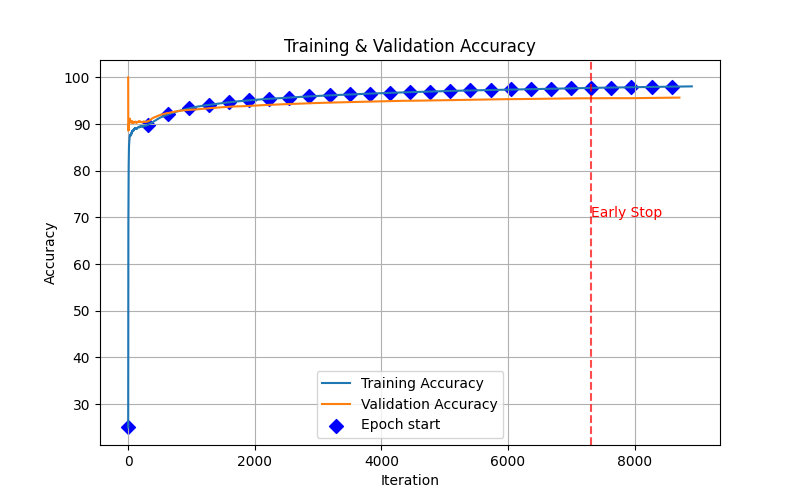 Training & Validation Accuracy
Accuracy
100
90
80
70
60
50
40
30
Early Stop
Training Accuracy
Validation Accuracy
Epoch start
0 2000 4000 6000 8000
Iteration